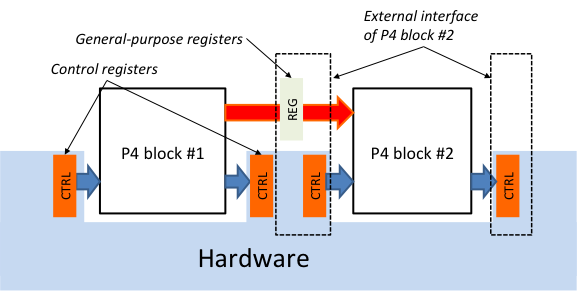 External interface
of P4 block #2
General-purpose registers
Control registers
REG
P4 block #1
P4 block #2
CTRL
CTRL
CTRL
CTRL
Hardware